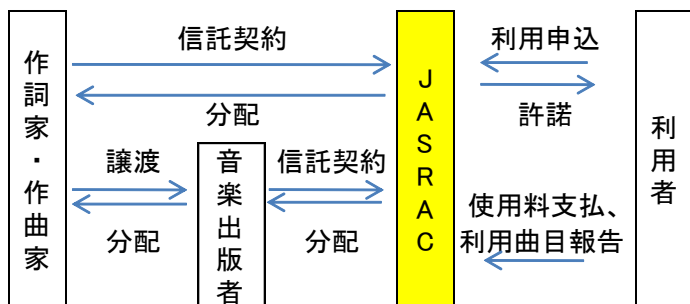 作詞家・作曲家
信託契約
分配
譲渡
分配
音楽出版者
信託契約
分配
JASRAC
利用申込
許諾
使用料支払、
利用曲目報告
利用者